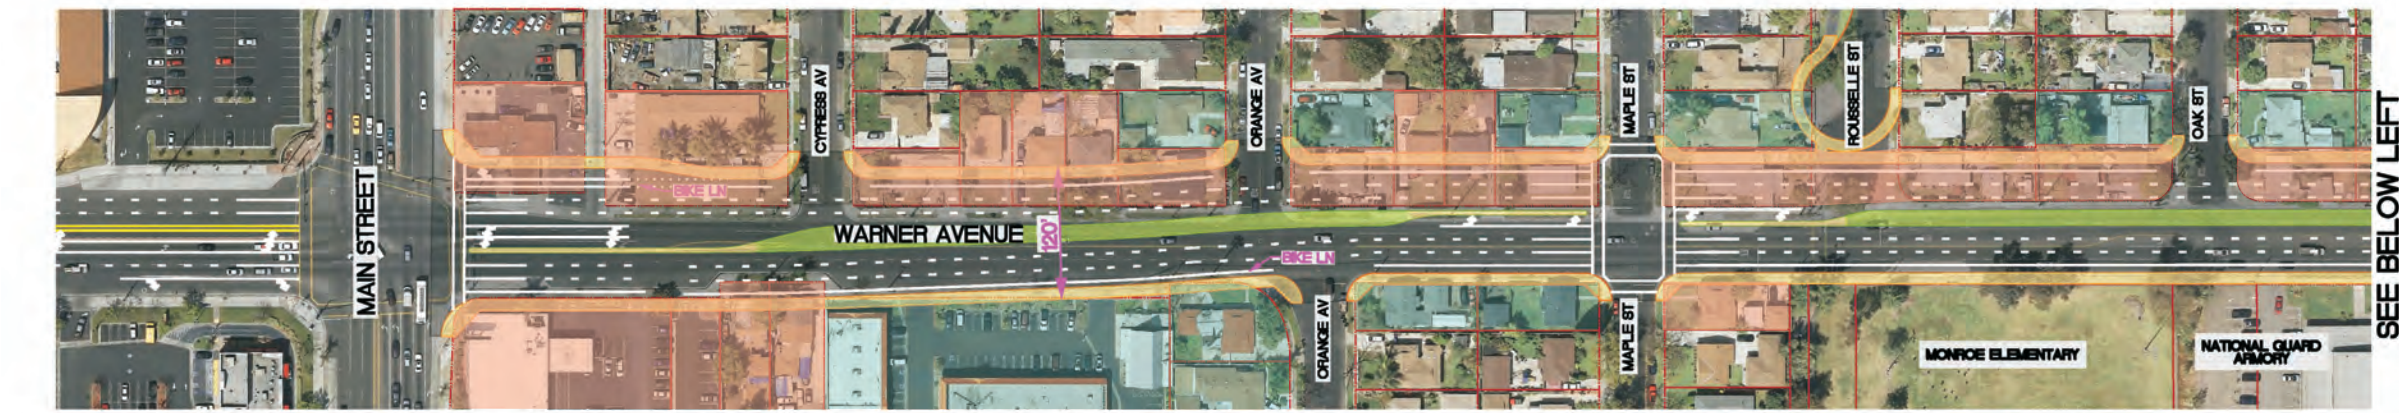 MAIN STREET
BIKE LN
CYPRESS AV
WARNER AVENUE
120'
ORANGE AV
BIKE LN
ORANGE AV
MAPLE ST
MAPLE ST
ROUSSELLE ST
OAK ST
MONROE ELEMENTARY
NATIONAL GUARD
ARMORY
SEE BELOW LEFT